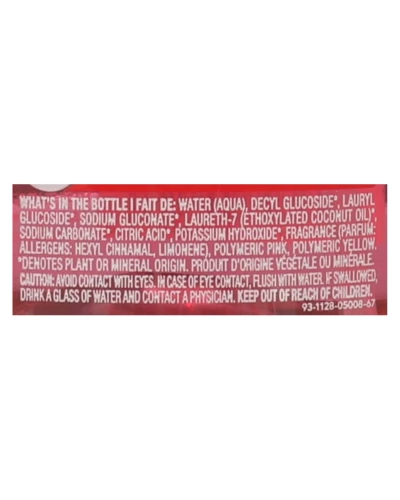 WHAT'S IN THE BOTTLE I FAIT DE: WATER (AQUA), DECYL GLUCOSIDE*, LAURYL
GLUCOSIDE*, SODIUM GLUCONATE*, LAURETH-7 (ETHOXYLATED COCONUT OIL)*,
SODIUM CARBONATE*, CITRIC ACID*, POTASSIUM HYDROXIDE*, FRAGRANCE (PARFUM:
ALLERGENS: HEXYL CINNAMAL, LIMONENE), POLYMERIC PINK, POLYMERIC YELLOW.
*DENOTES PLANT OR MINERAL ORIGIN. PRODUIT D'ORIGINE VÉGÉTALE OU MINÉRALE.
CAUTION: AVOID CONTACT WITH EYES. IN CASE OF EYE CONTACT, FLUSH WITH WATER. IF SWALLOWED,
DRINK A GLASS OF WATER AND CONTACT A PHYSICIAN. KEEP OUT OF REACH OF CHILDREN.
93-1128-05008-67